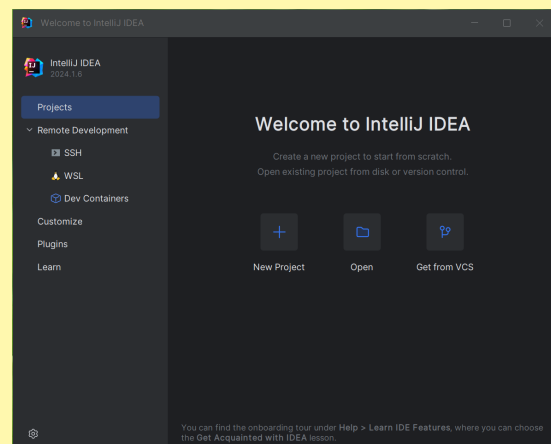 Welcome to IntelliJ IDEA
IJ
IntelliJ IDEA
2024.1.6
Projects
Remote Development
SSH
WSL
Dev Containers
Customize
Plugins
Learn
Welcome to IntelliJ IDEA
Create a new project to start from scratch.
Open existing project from disk or version control.
New Project
Open
Get from VCS
You can find the onboarding tour under Help > Learn IDE Features, where you can choose
the Get Acquainted with IDEA lesson.